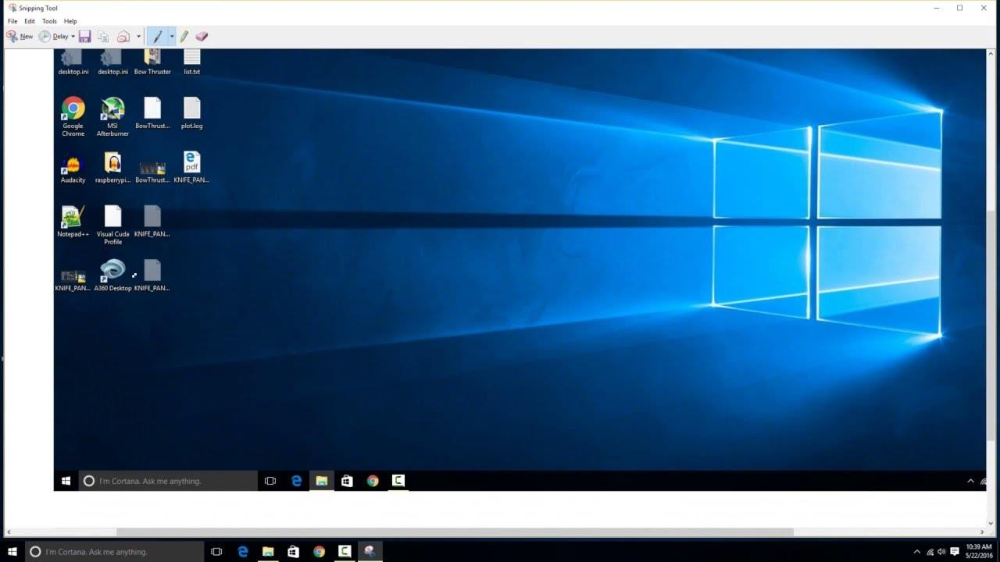 Snipping Tool
File Edit Tools Help
New Delay
desktop.ini desktop.ini Bow Thruster list.txt
Google Chrome
MSI Afterburner
BowThrust... plot.log
Audacity raspberrypi... BowThrust... KNIFE_PAN...
pdf
Notepad++
Visual Cuda Profile
KNIFE_PAN...
KNIFE_PAN... A360 Desktop KNIFE_PAN...
I'm Cortana. Ask me anything.
I'm Cortana. Ask me anything.
10:39 AM
5/22/2016